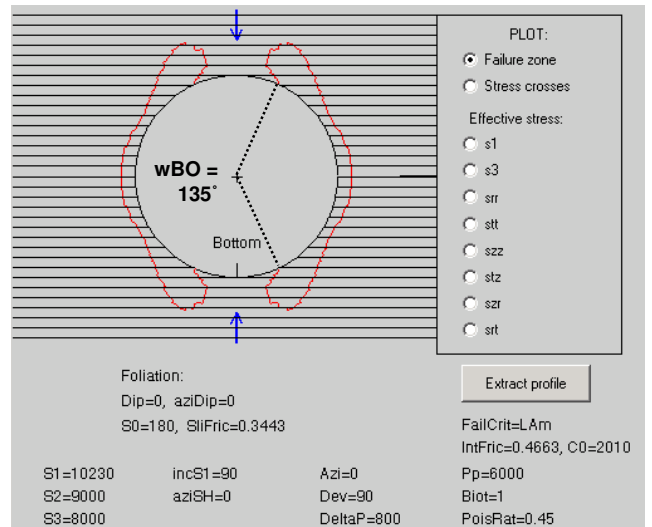 PLOT:
Failure zone
Stress crosses
Effective stress:
s1
s3
srr
stt
szz
stz
szr
srt
wBO =
135°
Bottom
Extract profile
Foliation:
Dip=0, aziDip=0
S0=180, SliFric=0.3443
FailCrit=LAm
IntFric=0.4663, C0=2010
S1=10230 incS1=90 Azi=0 Pp=6000
S2=9000 aziSH=0 Dev=90 Biot=1
S3=8000 DeltaP=800 PoisRat=0.45